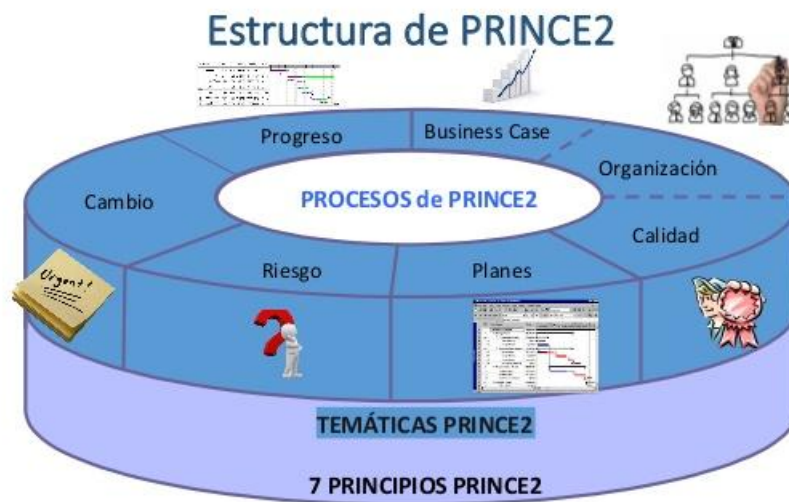 Estructura de PRINCE2
Progreso
Business Case
Organización
Cambio
PROCESOS de PRINCE2
Calidad
Riesgo
Planes
Urgent!
TEMÁTICAS PRINCE2
7 PRINCIPIOS PRINCE2